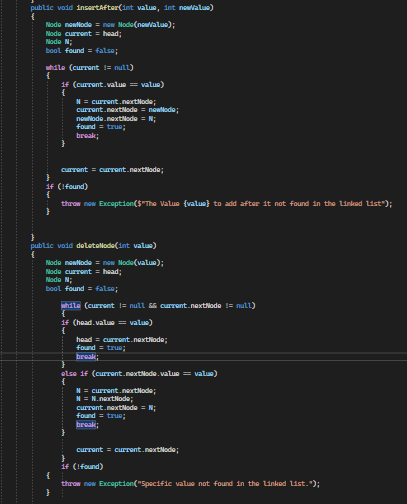 }
public void insertAfter(int value, int newValue)
{
Node newNode = new Node(newValue);
Node current = head;
Node N;
bool found = false;
while (current != null)
{
if (current.value == value)
{
N = current.nextNode;
current.nextNode = newNode;
newNode.nextNode = N;
found = true;
break;
}
current = current.nextNode;
}
if (!found)
{
throw new Exception($"The Value {value} to add after it not found in the linked list");
}
}
public void deleteNode(int value)
{
Node newNode = new Node(value);
Node current = head;
Node N;
bool found = false;
while (current != null && current.nextNode != null)
{
if (head.value == value)
{
head = current.nextNode;
found = true;
break;
}
else if (current.nextNode.value == value)
{
N = current.nextNode;
N = N.nextNode;
current.nextNode = N;
found = true;
break;
}
current = current.nextNode;
}
if (!found)
{
throw new Exception("Specific value not found in the linked list.");
}